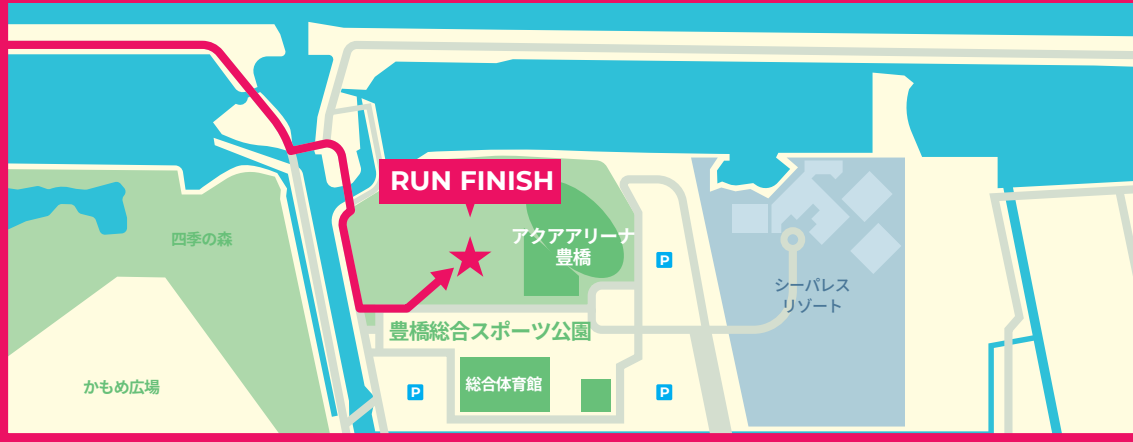 RUN FINISH
アクアアリーナ
豊橋
四季の森
P
シーパレス
リゾート
豊橋総合スポーツ公園
かもめ広場
総合体育館
P
P